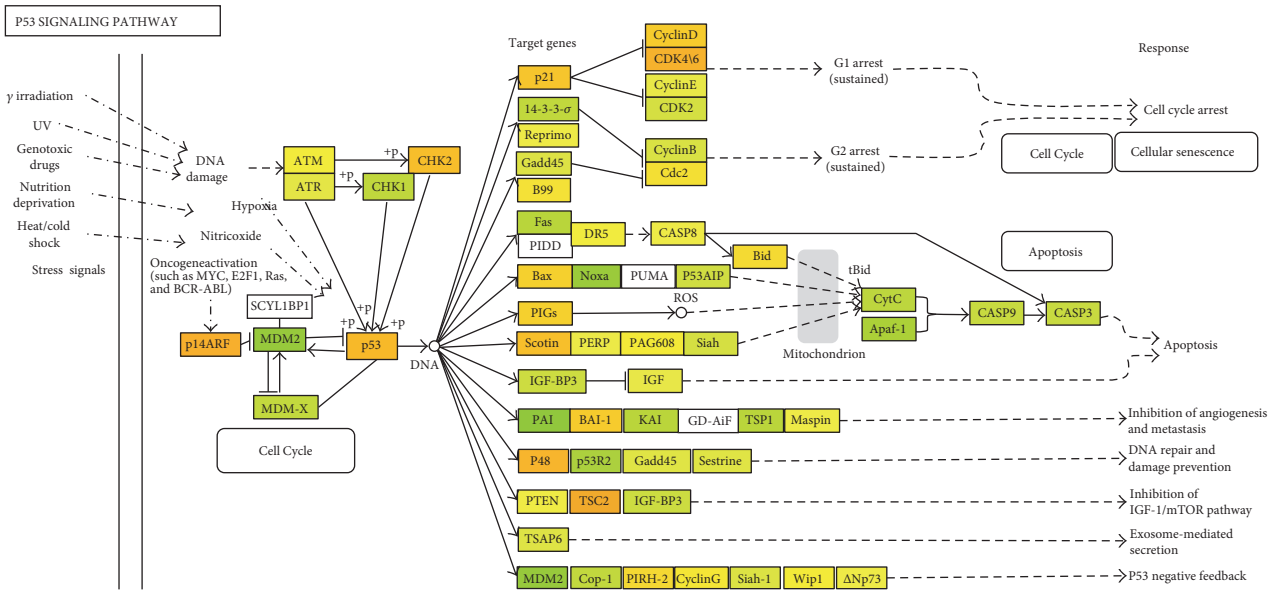 P53 SIGNALING PATHWAY
Target genes
Response
γ irradiation
UV
Genotoxic
drugs
Nutrition
deprivation
Heat/cold
shock
Stress signals
DNA
damage
Hypoxia
Nitricoxide
Oncogeneactivation
(such as MYC, E2F1, Ras,
and BCR-ABL)
ATM
ATR
+p
+p
CHK2
CHK1
SCYL1BP1
p14ARF
MDM2
+p
+p
+p
p53
MDM-X
Cell Cycle
DNA
p21
CyclinD
CDK4\6
CyclinE
CDK2
G1 arrest
(sustained)
14-3-3-σ
Reprimo
Gadd45
B99
CyclinB
Cdc2
G2 arrest
(sustained)
Cell cycle arrest
Cell Cycle
Cellular senescence
Fas
PIDD
DR5
CASP8
Bid
tBid
Apoptosis
Bax
Noxa
PUMA
P53AIP
CytC
PIGs
ROS
Apaf-1
CASP9
CASP3
Scotin
PERP
PAG608
Siah
Mitochondrion
Apoptosis
IGF-BP3
IGF
PAI
BAI-1
KAI
GD-AiF
TSP1
Maspin
Inhibition of angiogenesis
and metastasis
P48
p53R2
Gadd45
Sestrine
DNA repair and
damage prevention
PTEN
TSC2
IGF-BP3
Inhibition of
IGF-1/mTOR pathway
TSAP6
Exosome-mediated
secretion
MDM2
Cop-1
PIRH-2
CyclinG
Siah-1
Wip1
ΔNp73
P53 negative feedback